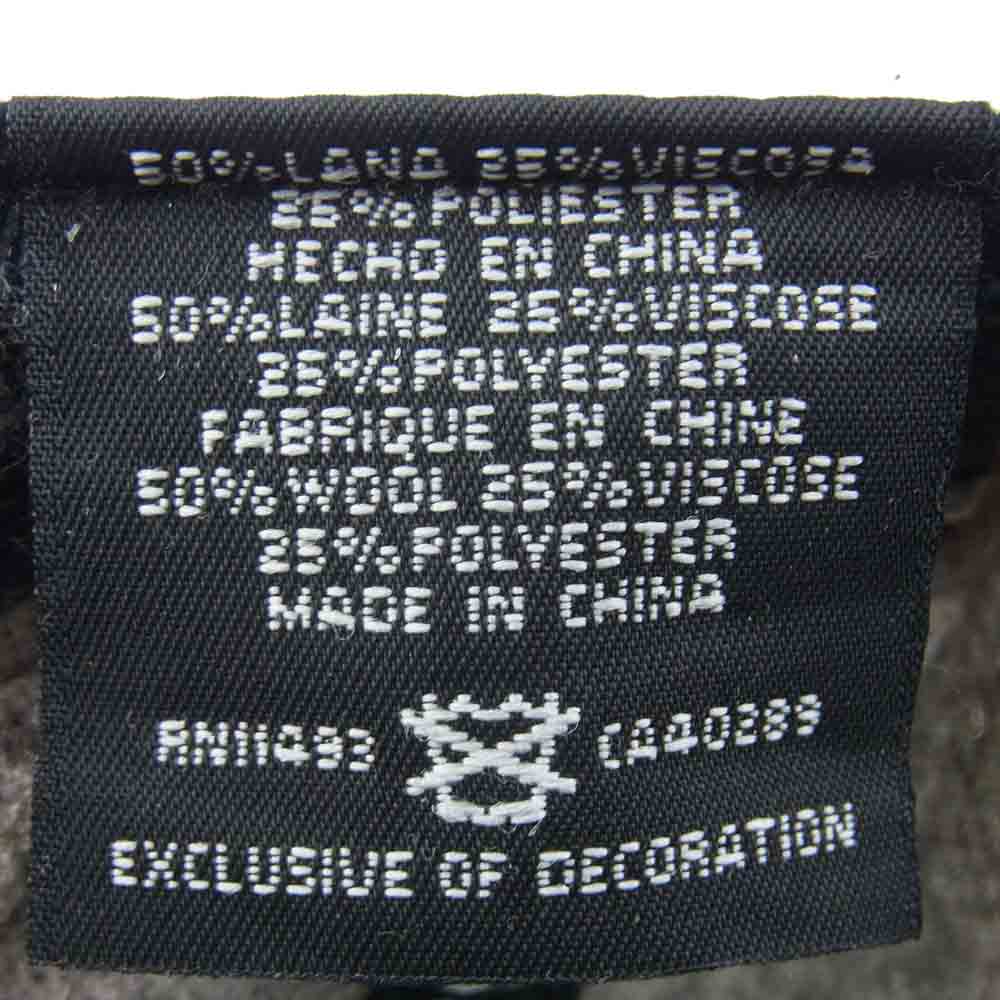 50%LANA 25%VISCOSA
25%POLIESTER
HECHO EN CHINA
50%LAINE 25%VISCOSE
25%POLYESTER
FABRIQUE EN CHINE
50%WOOL 25%VISCOSE
25%POLYESTER
MADE IN CHINA
RN11493 CA40289
EXCLUSIVE OF DECORATION